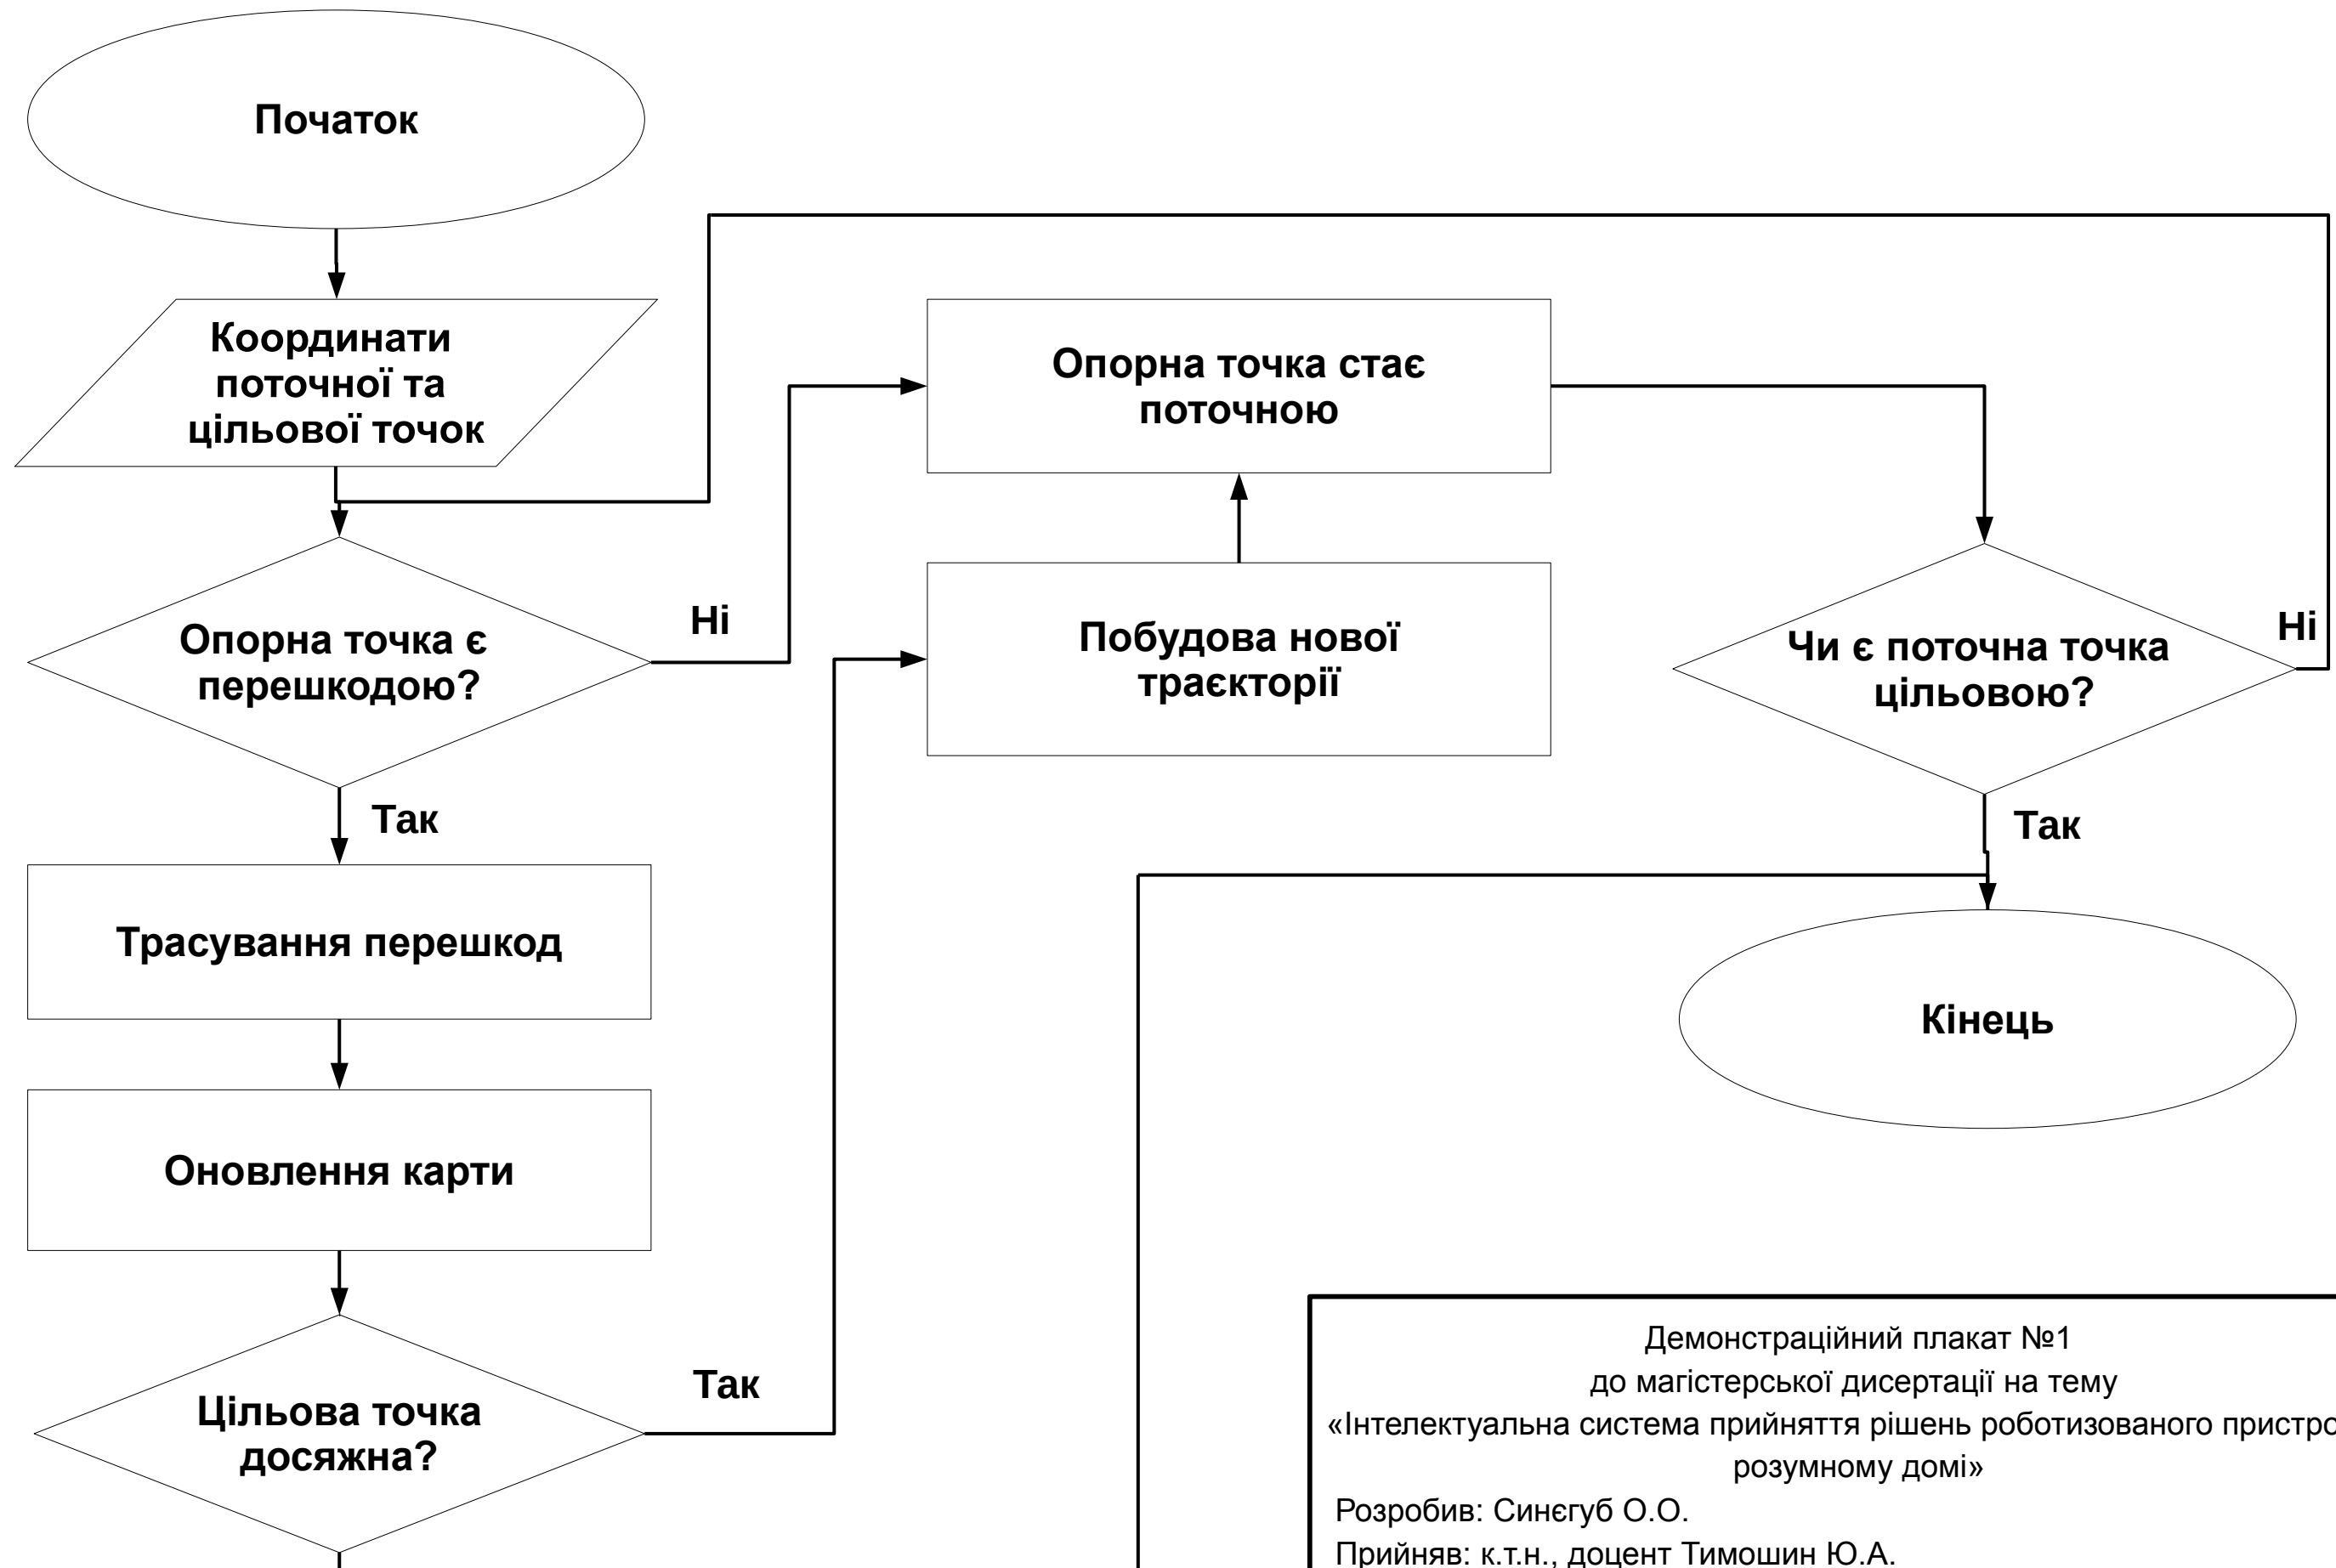 Початок
Координати
поточної та
цільової точок
Опорна точка є
перешкодою?
Ні
Так
Трасування перешкод
Оновлення карти
Цільова точка
досяжна?
Так
Опорна точка стає
поточною
Побудова нової
траєкторії
Чи є поточна точка
цільовою?
Ні
Так
Кінець
Демонстраційний плакат №1
до магістерської дисертації на тему
«Інтелектуальна система прийняття рішень роботизованого
розумному домі»
Розробив: Синєгуб О.О.
Прийняв: к.т.н., доцент Тимошин Ю.А.